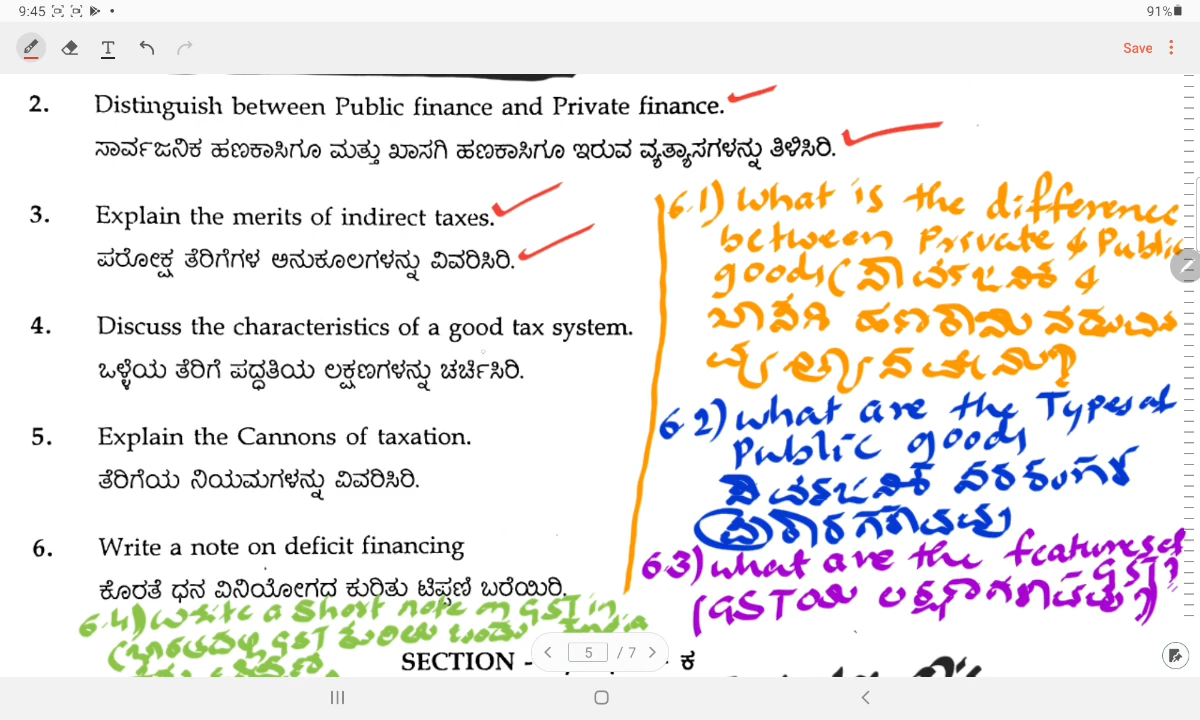 9:45
91%
T
Save
2. Distinguish between Public finance and Private finance.
ಸಾರ್ವಜನಿಕ ಹಣಕಾಸಿಗೂ ಮತ್ತು ಖಾಸಗಿ ಹಣಕಾಸಿಗೂ ಇರುವ ವ್ಯತ್ಯಾಸಗಳನ್ನು ತಿಳಿಸಿರಿ.
3. Explain the merits of indirect taxes.
ಪರೋಕ್ಷ ತೆರಿಗೆಗಳ ಅನುಕೂಲಗಳನ್ನು ವಿವರಿಸಿರಿ.
4. Discuss the characteristics of a good tax system.
ಒಳ್ಳೆಯ ತೆರಿಗೆ ಪದ್ಧತಿಯ ಲಕ್ಷಣಗಳನ್ನು ಚರ್ಚಿಸಿರಿ.
5. Explain the Cannons of taxation.
ತೆರಿಗೆಯ ನಿಯಮಗಳನ್ನು ವಿವರಿಸಿರಿ.
6. Write a note on deficit financing
ಕೊರತೆ ಧನ ವಿನಿಯೋಗದ ಕುರಿತು ಟಿಪ್ಪಣಿ ಬರೆಯಿರಿ.
6.1) What is the difference
between Private & Public
goods (
&
6.2) what are the Types of
Public goods
6.3) what are the features of
GST?
(GSTಯ ಲಕ್ಷಣಗಳಾವುವು?)
6.4) write a Short note on GST in India
GST
SECTION - ಕ
5 / 7